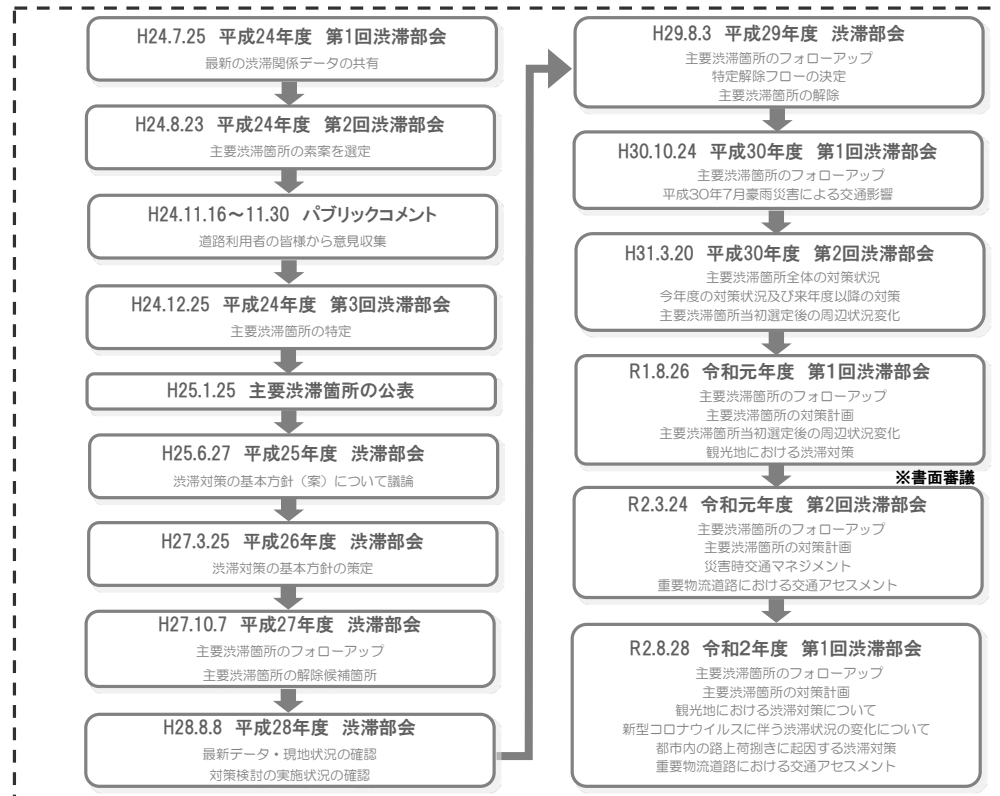 H24.7.25 平成24年度 第1回渋滞部会
最新の渋滞関係データの共有
H24.8.23 平成24年度 第2回渋滞部会
主要渋滞箇所の素案を選定
H24.11.16～11.30 パブリックコメント
道路利用者の皆様から意見収集
H24.12.25 平成24年度 第3回渋滞部会
主要渋滞箇所の特定
H25.1.25 主要渋滞箇所の公表
H25.6.27 平成25年度 渋滞部会
渋滞対策の基本方針（案）について議論
H27.3.25 平成26年度 渋滞部会
渋滞対策の基本方針の策定
H27.10.7 平成27年度 渋滞部会
主要渋滞箇所のフォローアップ
主要渋滞箇所の解除候補箇所
H28.8.8 平成28年度 渋滞部会
最新データ・現地状況の確認
対策検討の実施状況の確認
H29.8.3 平成29年度 渋滞部会
主要渋滞箇所のフォローアップ
特定解除フローの決定
主要渋滞箇所の解除
H30.10.24 平成30年度 第1回渋滞部会
主要渋滞箇所のフォローアップ
平成30年7月豪雨災害による交通影響
H31.3.20 平成30年度 第2回渋滞部会
主要渋滞箇所全体の対策状況
今年度の対策状況及び来年度以降の対策
主要渋滞箇所当初選定後の周辺状況変化
R1.8.26 令和元年度 第1回渋滞部会
主要渋滞箇所のフォローアップ
主要渋滞箇所の対策計画
主要渋滞箇所当初選定後の周辺状況変化
観光地における渋滞対策
※書面審議
R2.3.24 令和元年度 第2回渋滞部会
主要渋滞箇所のフォローアップ
主要渋滞箇所の対策計画
災害時交通マネジメント
重要物流道路における交通アセスメント
R2.8.28 令和2年度 第1回渋滞部会
主要渋滞箇所のフォローアップ
主要渋滞箇所の対策計画
観光地における渋滞対策について
新型コロナウイルスに伴う渋滞状況の変化について
都市内の路上荷捌きに起因する渋滞対策
重要物流道路における交通アセスメント